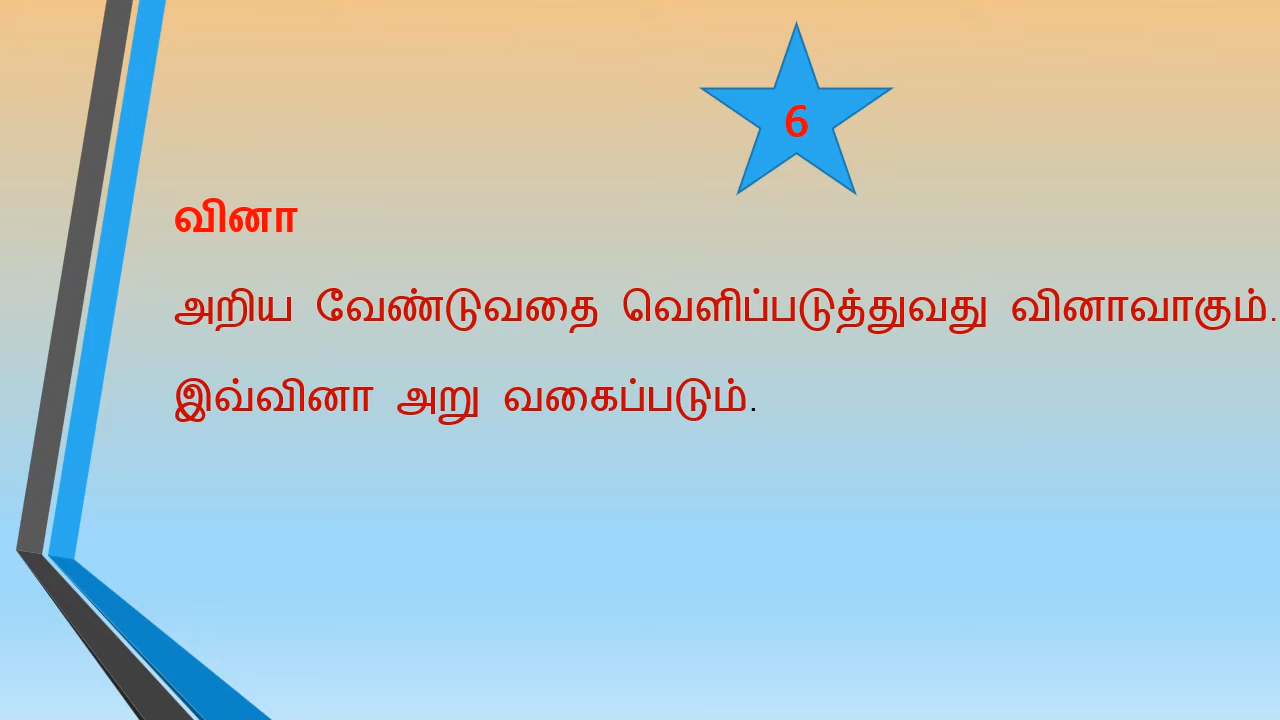 6
வினா
அறிய வேண்டுவதை வெளிப்படுத்துவது வினாவாகும்.
இவ்வினா அறு வகைப்படும்.